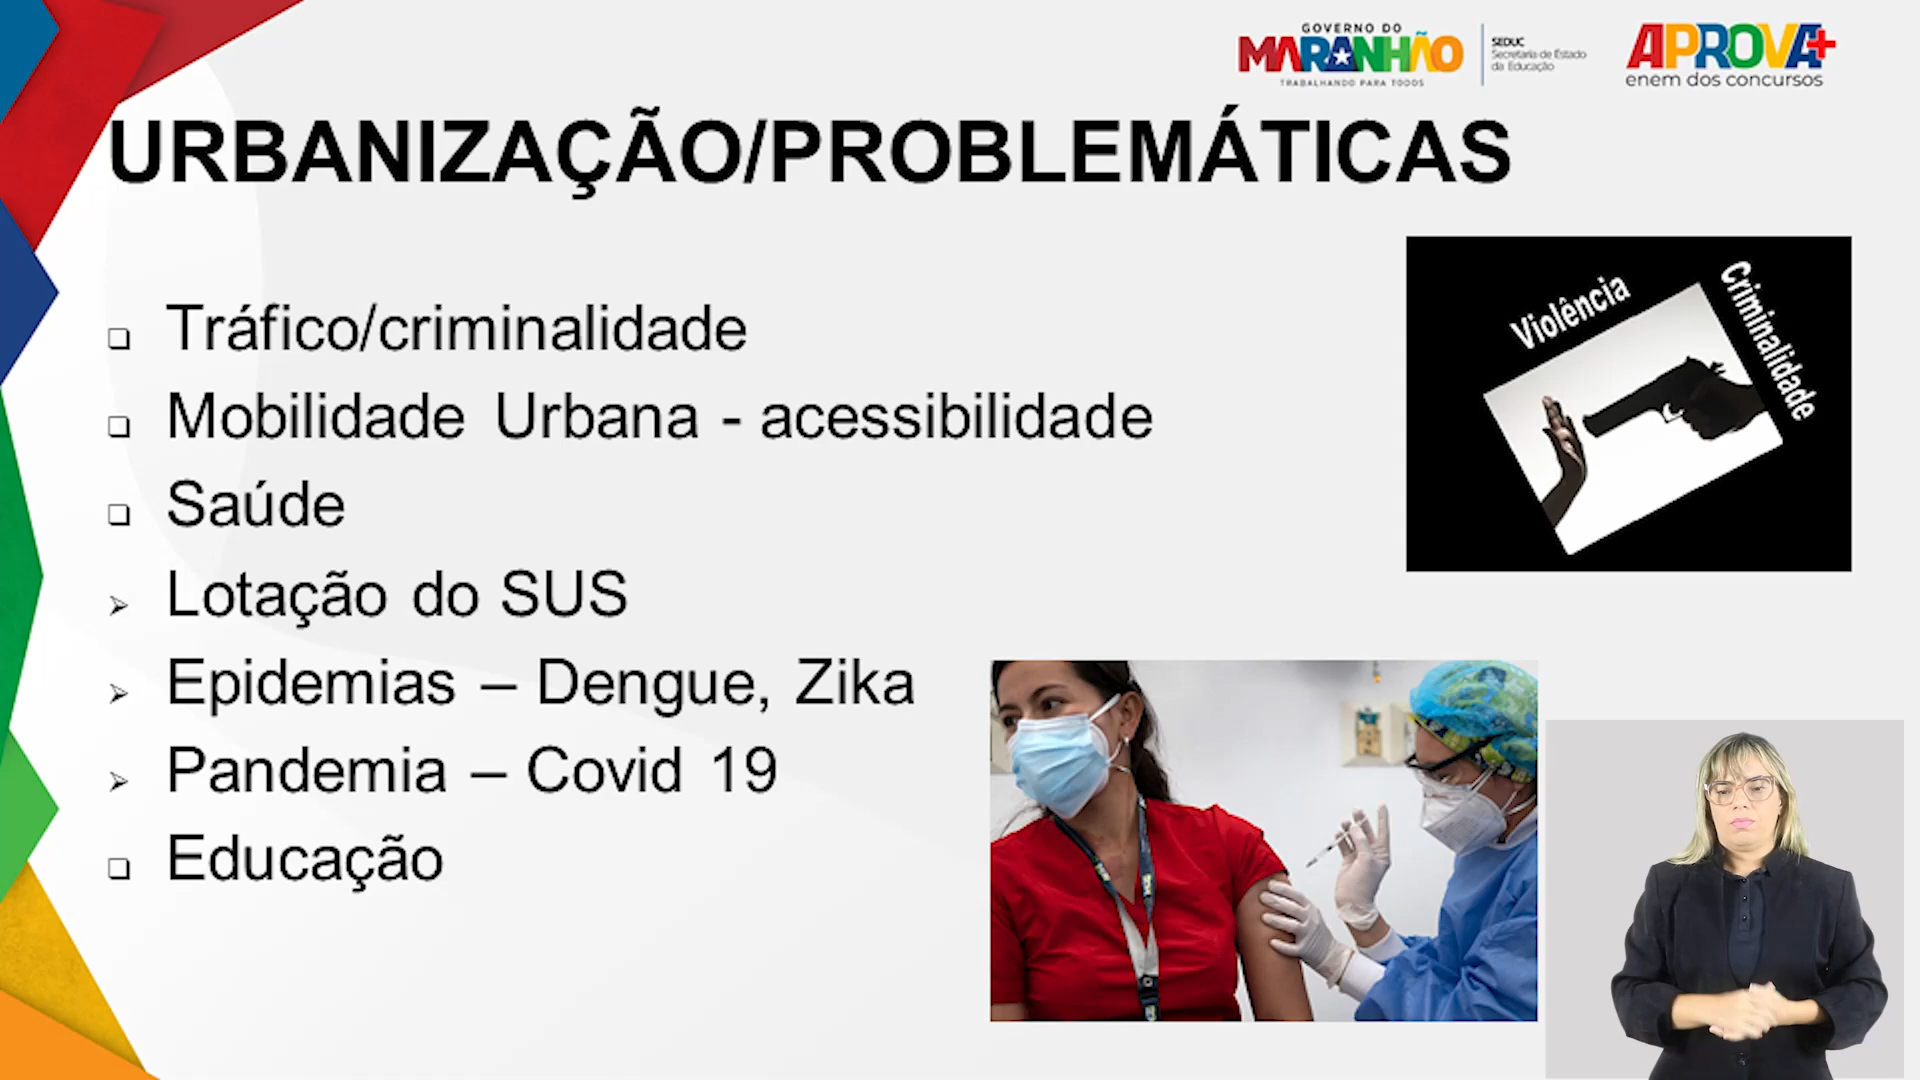 GOVERNO DO
MARANHÃO
TRABALHANDO PARA TODOS
SEDUC
Secretaria de Estado
da Educação
APROVA+
enem dos concursos
URBANIZAÇÃO/PROBLEMÁTICAS
Tráfico/criminalidade
Mobilidade Urbana - acessibilidade
Saúde
Lotação do SUS
Epidemias – Dengue, Zika
Pandemia – Covid 19
Educação
Violência
Criminalidade